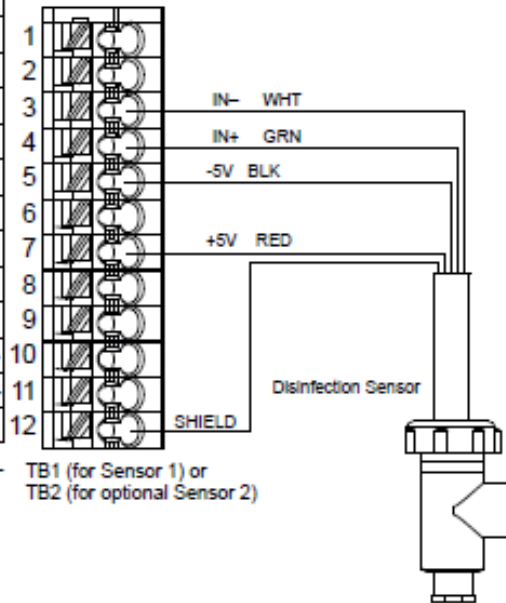 1
2
3
IN– WHT
4
IN+ GRN
5
-5V BLK
6
7
+5V RED
8
9
10
11
Disinfection Sensor
12
SHIELD
TB1 (for Sensor 1) or
TB2 (for optional Sensor 2)